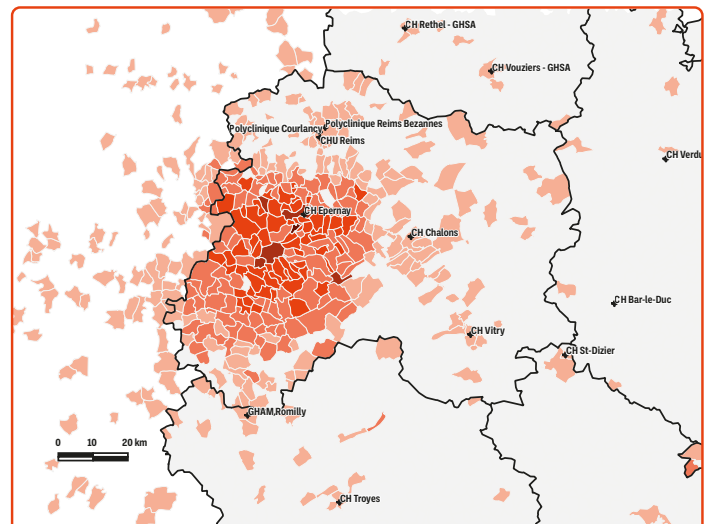 CH Rethel - GHSA
CH Vouziers - GHSA
Polyclinique Reims Bezannes
Polyclinique Courlancy
CHU Reims
CH Verdu
CH Epernay
CH Chalons
CH Bar-le-Duc
CH Vitry
CH St-Dizier
GHAM Romilly
0 10 20 km
CH Troyes